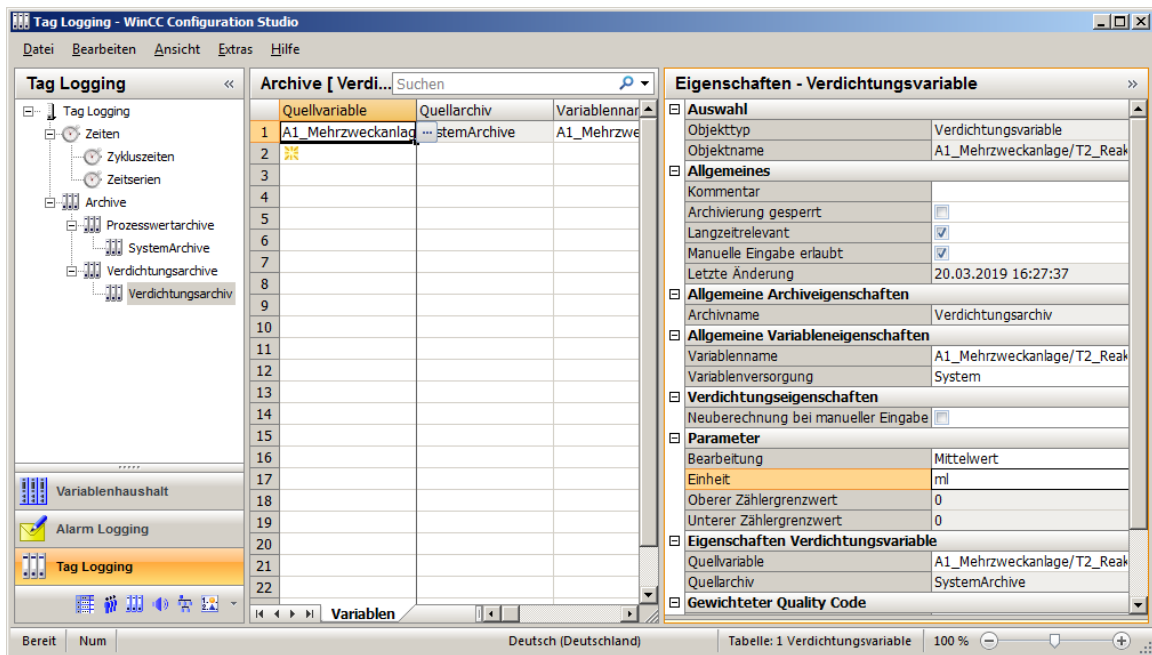 Tag Logging - WinCC Configuration Studio
Datei Bearbeiten Ansicht Extras Hilfe
Tag Logging «
Tag Logging
Zeiten
Zykluszeiten
Zeitserien
Archive
Prozesswertarchive
SystemArchive
Verdichtungsarchive
Verdichtungsarchiv
Variablenhaushalt
Alarm Logging
Tag Logging
Archive [ Verdi... Suchen
Quellvariable Quellarchiv Variablennar
1 A1_Mehrzweckanlag ... stemArchive A1_Mehrzwe
2
3
4
5
6
7
8
9
10
11
12
13
14
15
16
17
18
19
20
21
22
Variablen
Eigenschaften - Verdichtungsvariable »
Auswahl
Objekttyp Verdichtungsvariable
Objektname A1_Mehrzweckanlage/T2_Reak
Allgemeines
Kommentar
Archivierung gesperrt
Langzeitrelevant
Manuelle Eingabe erlaubt
Letzte Änderung 20.03.2019 16:27:37
Allgemeine Archiveigenschaften
Archivname Verdichtungsarchiv
Allgemeine Variableneigenschaften
Variablenname A1_Mehrzweckanlage/T2_Reak
Variablenversorgung System
Verdichtungseigenschaften
Neuberechnung bei manueller Eingabe
Parameter
Bearbeitung Mittelwert
Einheit ml
Oberer Zählergrenzwert 0
Unterer Zählergrenzwert 0
Eigenschaften Verdichtungsvariable
Quellvariable A1_Mehrzweckanlage/T2_Reak
Quellarchiv SystemArchive
Gewichteter Quality Code
Bereit Num Deutsch (Deutschland) Tabelle: 1 Verdichtungsvariable 100 %